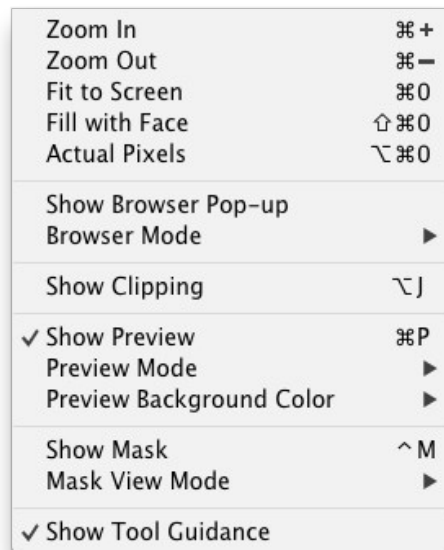 Zoom In ⌘+
Zoom Out ⌘−
Fit to Screen ⌘0
Fill with Face ⇧⌘0
Actual Pixels ⌥⌘0
Show Browser Pop-up
Browser Mode ▶
Show Clipping ⌥J
✓ Show Preview ⌘P
Preview Mode ▶
Preview Background Color ▶
Show Mask ^M
Mask View Mode ▶
✓ Show Tool Guidance